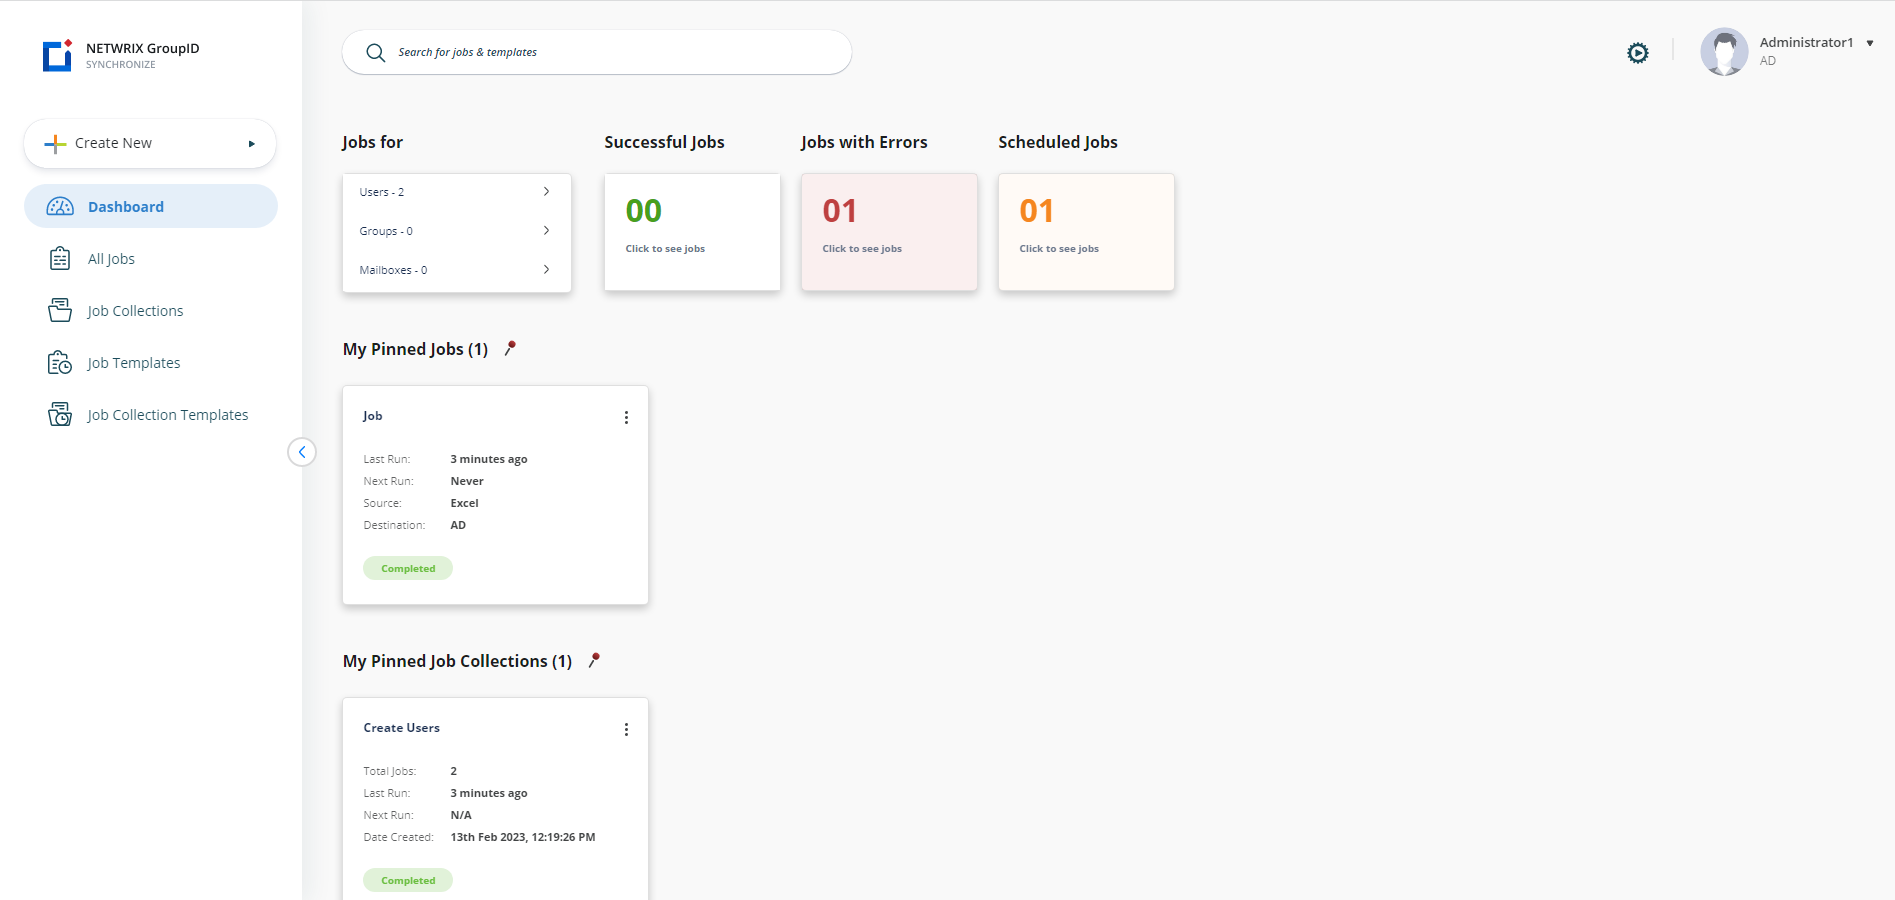 NETWRIX GroupID
SYNCHRONIZE
Search for jobs & templates
Administrator1
AD
Create New
Dashboard
All Jobs
Job Collections
Job Templates
Job Collection Templates
Jobs for
Users - 2
Groups - 0
Mailboxes - 0
Successful Jobs
00
Click to see jobs
Jobs with Errors
01
Click to see jobs
Scheduled Jobs
01
Click to see jobs
My Pinned Jobs (1)
Job
Last Run: 3 minutes ago
Next Run: Never
Source: Excel
Destination: AD
Completed
My Pinned Job Collections (1)
Create Users
Total Jobs: 2
Last Run: 3 minutes ago
Next Run: N/A
Date Created: 13th Feb 2023, 12:19:26 PM
Completed